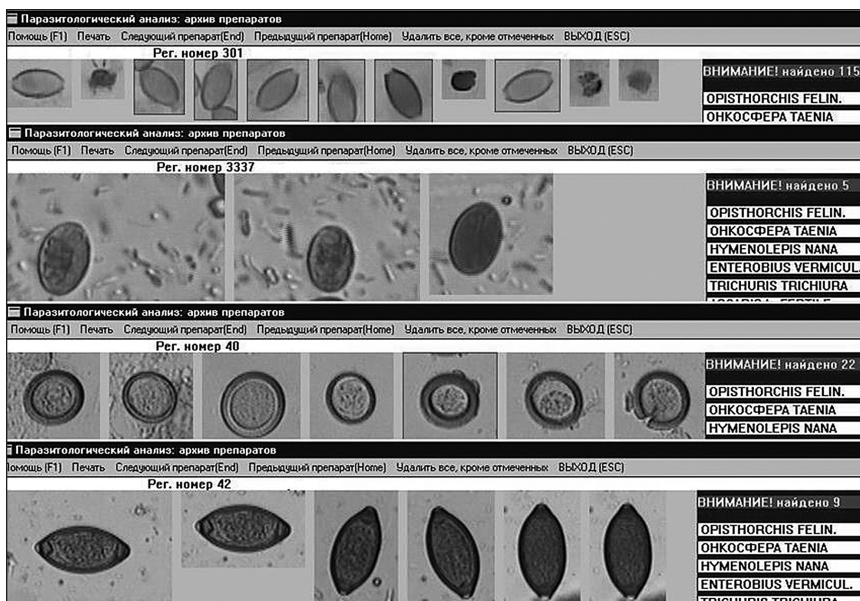 Паразитологический анализ: архив препаратов
Помощь (F1) Печать Следующий препарат(End) Предыдущий препарат(Home) Удалить все, кроме отмеченных ВЫХОД (ESC)
Рег. номер 301
ВНИМАНИЕ! найдено 115
OPISTHORCHIS FELIN.
ОНКОСФЕРА TAENIA
Паразитологический анализ: архив препаратов
Помощь (F1) Печать Следующий препарат(End) Предыдущий препарат(Home) Удалить все, кроме отмеченных ВЫХОД (ESC)
Рег. номер 3337
ВНИМАНИЕ! найдено 5
OPISTHORCHIS FELIN.
ОНКОСФЕРА TAENIA
HYMENOLEPIS NANA
ENTEROBIUS VERMICUL.
TRICHURIS TRICHIURA
Паразитологический анализ: архив препаратов
Помощь (F1) Печать Следующий препарат(End) Предыдущий препарат(Home) Удалить все, кроме отмеченных ВЫХОД (ESC)
Рег. номер 40
ВНИМАНИЕ! найдено 22
OPISTHORCHIS FELIN.
ОНКОСФЕРА TAENIA
HYMENOLEPIS NANA
Паразитологический анализ: архив препаратов
Помощь (F1) Печать Следующий препарат(End) Предыдущий препарат(Home) Удалить все, кроме отмеченных ВЫХОД (ESC)
Рег. номер 42
ВНИМАНИЕ! найдено 9
OPISTHORCHIS FELIN.
ОНКОСФЕРА TAENIA
HYMENOLEPIS NANA
ENTEROBIUS VERMICUL.
TRICHURIS TRICHIURA